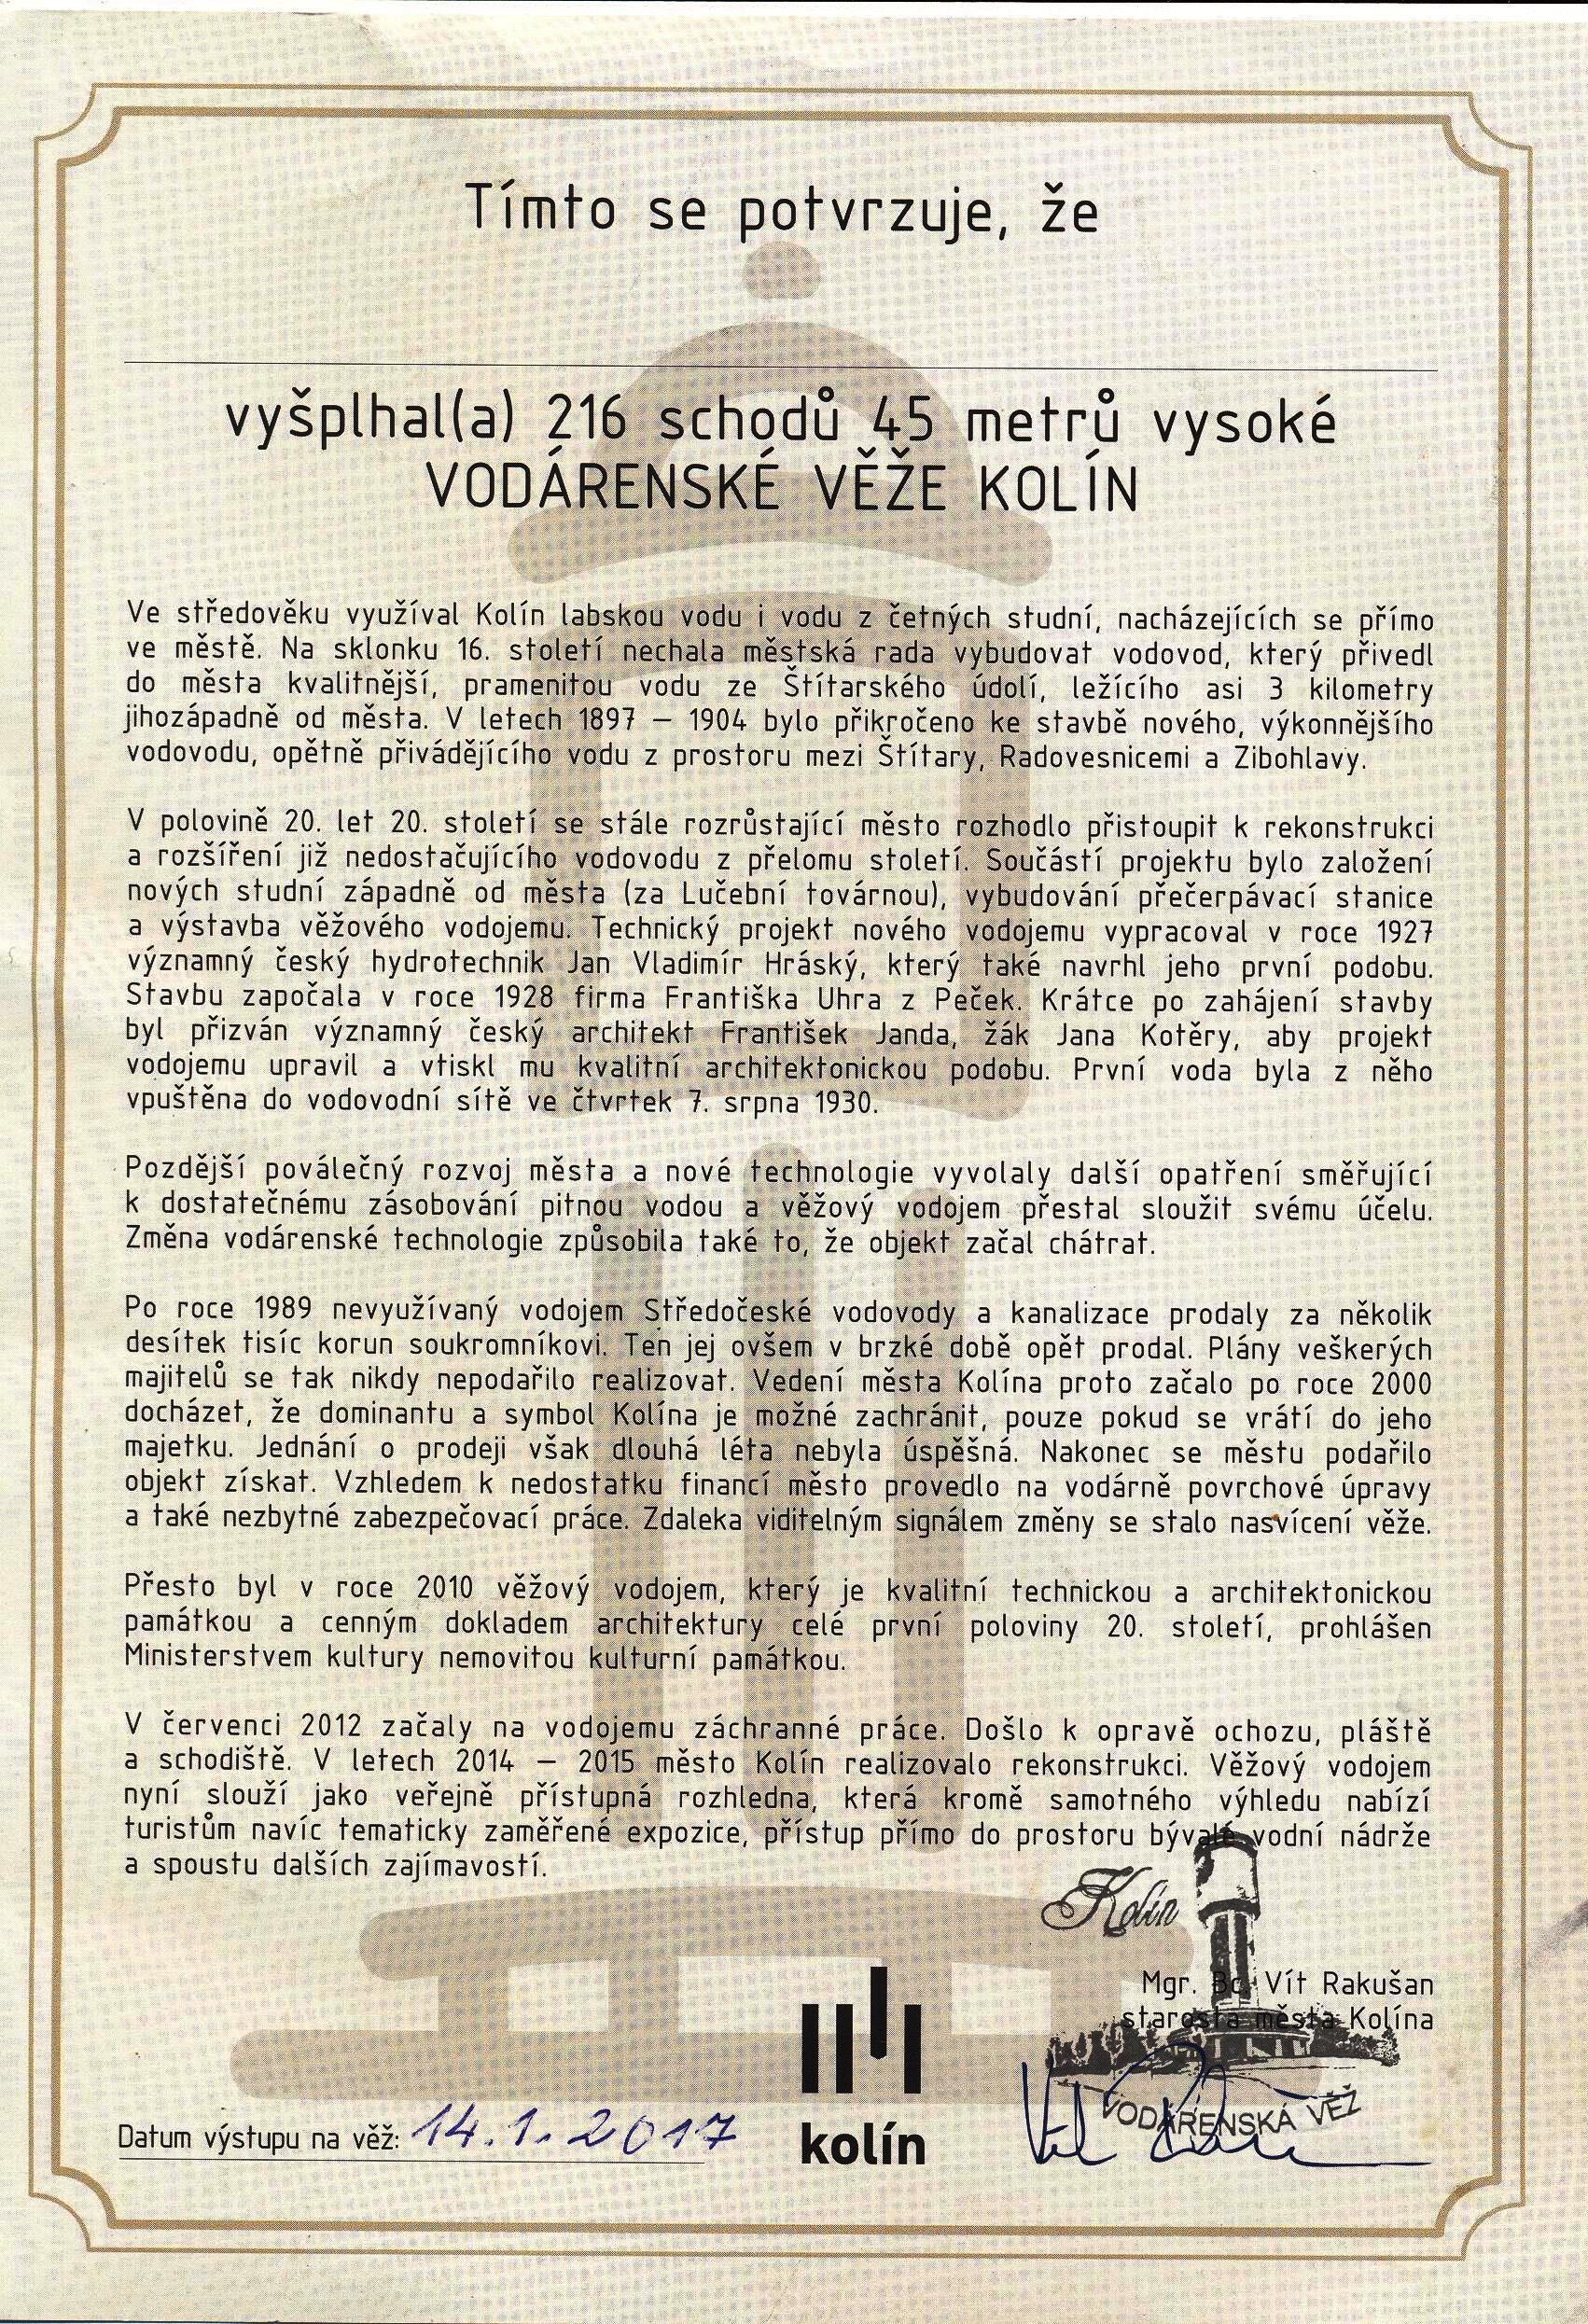 Tímto se potvrzuje, že
vyšplhal(a) 216 schodů 45 metrů vysoké
VODÁRENSKÉ VĚŽE KOLÍN
Ve středověku využíval Kolín labskou vodu i vodu z četných studní, nacházejících se přímo
ve městě. Na sklonku 16. století nechala městská rada vybudovat vodovod, který přivedl
do města kvalitnější, pramenitou vodu ze Štítarského údolí, ležícího asi 3 kilometry
jihozápadně od města. V letech 1897 – 1904 bylo přikročeno ke stavbě nového, výkonnějšího
vodovodu, opětně přivádějícího vodu z prostoru mezi Štítary, Radovesnicemi a Zibohlavy.
V polovině 20. let 20. století se stále rozrůstající město rozhodlo přistoupit k rekonstrukci
a rozšíření již nedostačujícího vodovodu z přelomu století. Součástí projektu bylo založení
nových studní západně od města (za Lučební továrnou), vybudování přečerpávací stanice
a výstavba věžového vodojemu. Technický projekt nového vodojemu vypracoval v roce 1927
významný český hydrotechnik Jan Vladimír Hráský, který také navrhl jeho první podobu.
Stavbu započala v roce 1928 firma Františka Uhra z Peček. Krátce po zahájení stavby
byl přizván významný český architekt František Janda, žák Jana Kotěry, aby projekt
vodojemu upravil a vtiskl mu kvalitní architektonickou podobu. První voda byla z něho
vpuštěna do vodovodní sítě ve čtvrtek 7. srpna 1930.
Pozdější poválečný rozvoj města a nové technologie vyvolaly další opatření směřující
k dostatečnému zásobování pitnou vodou a věžový vodojem přestal sloužit svému účelu.
Změna vodárenské technologie způsobila také to, že objekt začal chátrat.
Po roce 1989 nevyužívaný vodojem Středočeské vodovody a kanalizace prodaly za několik
desítek tisíc korun soukromníkovi. Ten jej ovšem v brzké době opět prodal. Plány veškerých
majitelů se tak nikdy nepodařilo realizovat. Vedení města Kolína proto začalo po roce 2000
docházet, že dominantu a symbol Kolína je možné zachránit, pouze pokud se vrátí do jeho
majetku. Jednání o prodeji však dlouhá léta nebyla úspěšná. Nakonec se městu podařilo
objekt získat. Vzhledem k nedostatku financí město provedlo na vodárně povrchové úpravy
a také nezbytné zabezpečovací práce. Zdaleka viditelným signálem změny se stalo nasvícení věže.
Přesto byl v roce 2010 věžový vodojem, který je kvalitní technickou a architektonickou
památkou a cenným dokladem architektury celé první poloviny 20. století, prohlášen
Ministerstvem kultury nemovitou kulturní památkou.
V červenci 2012 začaly na vodojemu záchranné práce. Došlo k opravě ochozu, pláště
a schodiště. V letech 2014 – 2015 město Kolín realizovalo rekonstrukci. Věžový vodojem
nyní slouží jako veřejně přístupná rozhledna, která kromě samotného výhledu nabízí
turistům navíc tematicky zaměřené expozice, přístup přímo do prostoru bývalé vodní nádrže
a spoustu dalších zajímavostí.
Kolín
Mgr. Bc. Vít Rakušan
starosta města Kolína
VODÁRENSKÁ VĚŽ
Datum výstupu na věž: 14.1.2017
kolín